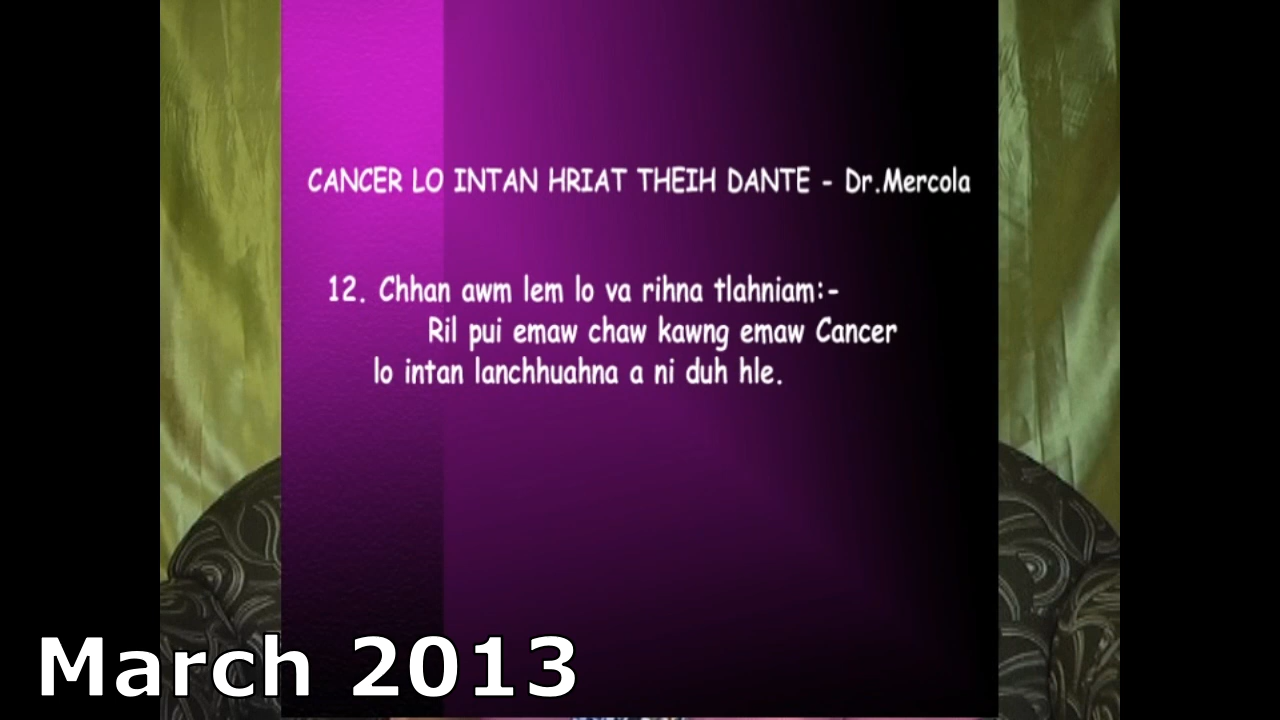 CANCER LO INTAN HRIAT THEIH DANTE - Dr.Mercola
12. Chhan awm lem lo va rihna tlahniam:-
Ril pui emaw chaw kawng emaw Cancer
lo intan lanchhuahna a ni duh hle.
March 2013